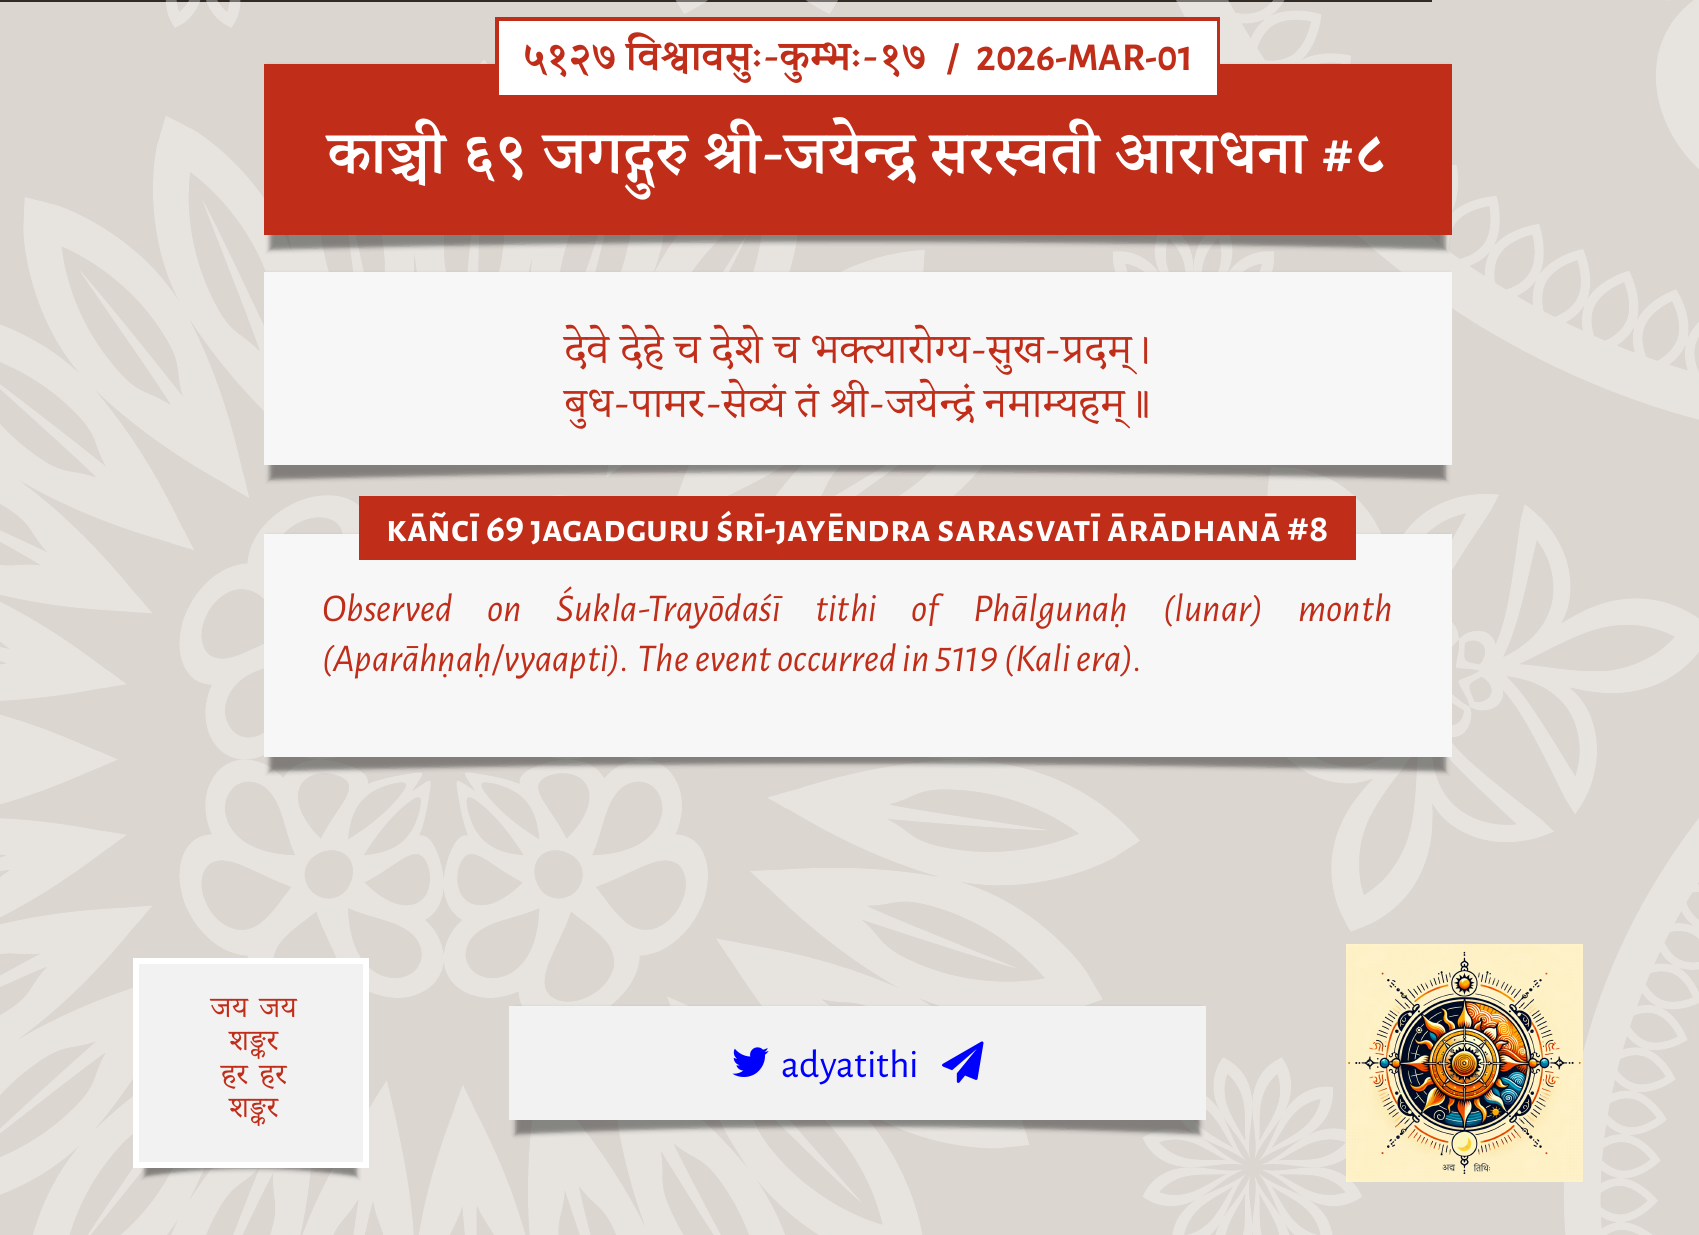 ५१२७ विश्वावसुः-कुम्भः-१७ / 2026-MAR-01
काञ्ची ६९ जगद्गुरु श्री-जयेन्द्र सरस्वती आराधना #८
देवे देहे च देशे च भक्त्यारोग्य-सुख-प्रदम्।
बुध-पामर-सेव्यं तं श्री-जयेन्द्रं नमाम्यहम्॥
KĀÑCĪ 69 JAGADGURU ŚRĪ-JAYĒNDRA SARASVATĪ ĀRĀDHANĀ #8
Observed on Śukla-Trayōdaśī tithi of Phālgunaḥ (lunar) month
(Aparāhṇaḥ/vyaapti). The event occurred in 5119 (Kali era).
जय जय
शङ्कर
हर हर
शङ्कर
adyatithi
अद्य तिथिः